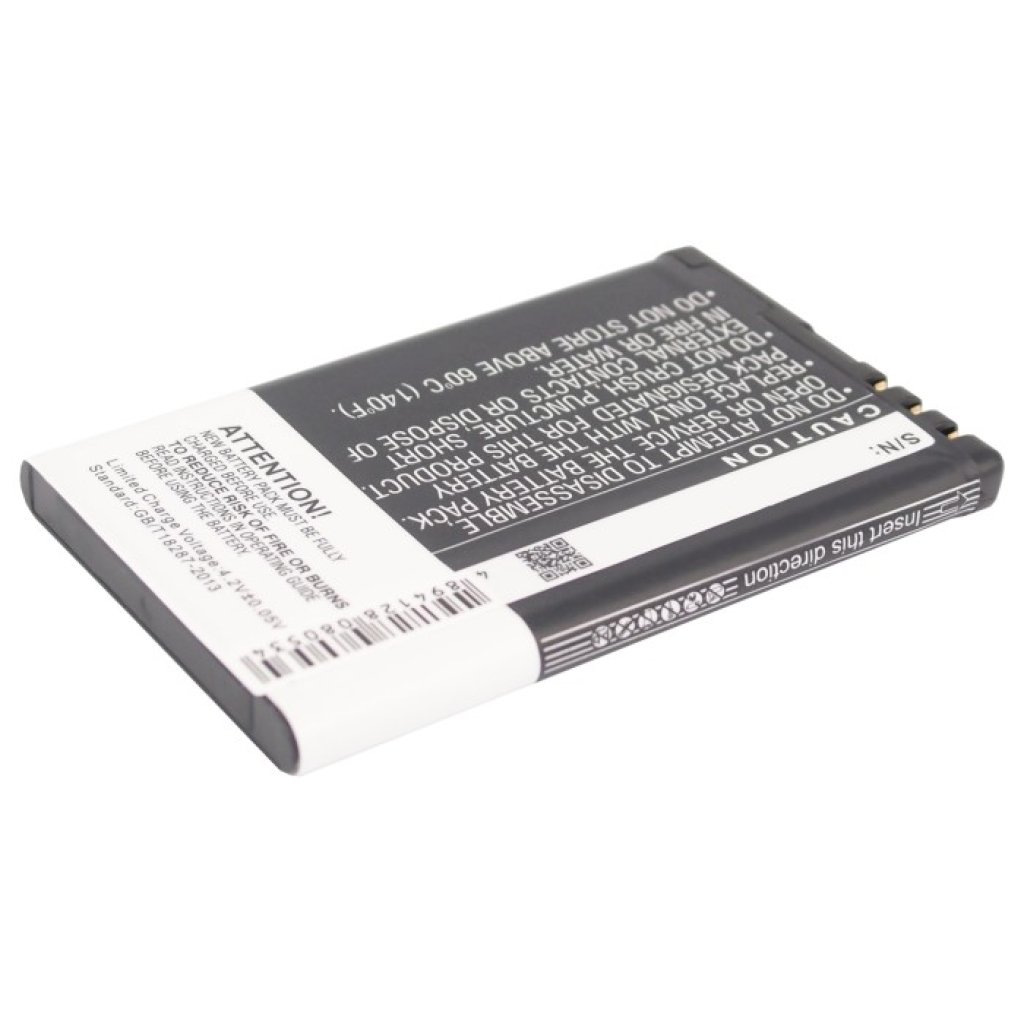 S/N:
CAUTION
•DO NOT ATTEMPT TO DISASSEMBLE
OPEN OR SERVICE THE BATTERY PACK.
•REPLACE ONLY WITH THE BATTERY
PACK DESIGNATED FOR THIS PRODUCT.
•DO NOT CRUSH, PUNCTURE, SHORT
EXTERNAL CONTACTS OR DISPOSE OF
IN FIRE OR WATER.
•DO NOT STORE ABOVE 60°C (140°F).
ATTENTION!
NEW BATTERY PACK MUST BE FULLY
CHARGED BEFORE USE
TO REDUCE RISK OF FIRE OR BURNS
READ INSTRUCTIONS IN OPERATING GUIDE
BEFORE USING THE BATTERY
Limited Charge Voltage:4.2V±0.05V
Standard:GB/T18287-2013
Insert this direction